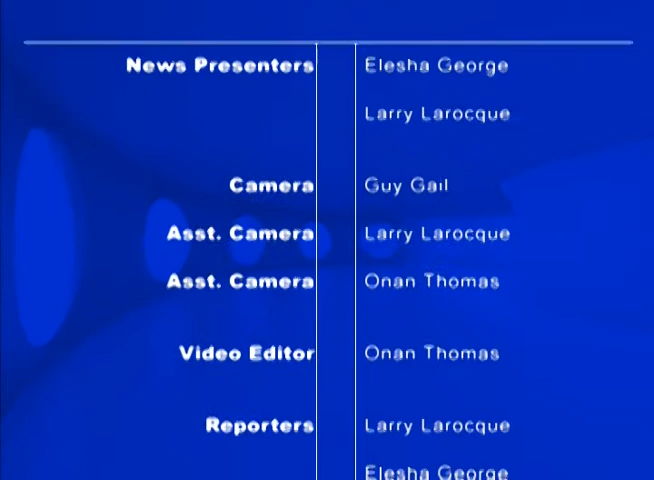 News Presenters Elesha George
Larry Larocque
Camera Guy Gail
Asst. Camera Larry Larocque
Asst. Camera Onan Thomas
Video Editor Onan Thomas
Reporters Larry Larocque
Elesha George